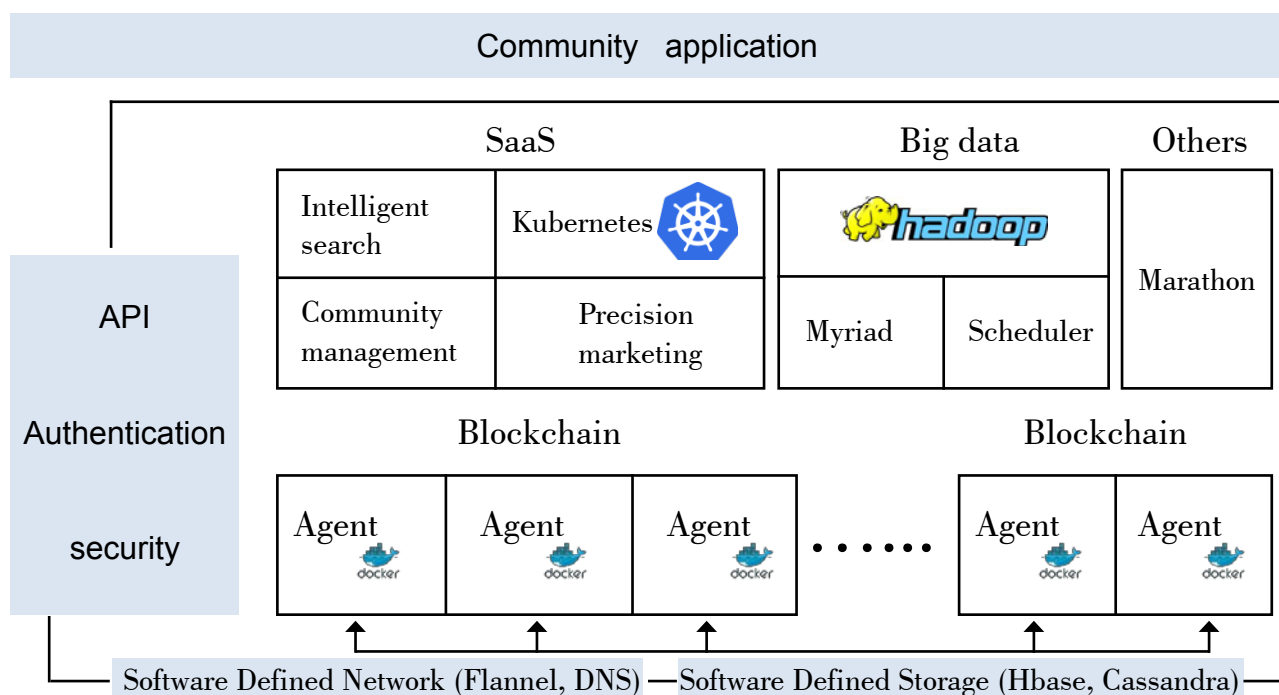 Community application
SaaS
Big data
Others
Intelligent
search
Kubernetes
hadoop
Marathon
Community
management
Precision
marketing
Myriad
Scheduler
API
Authentication
security
Blockchain
Blockchain
Agent
docker
Agent
docker
Agent
docker
......
Agent
docker
Agent
docker
Software Defined Network (Flannel, DNS)
Software Defined Storage (Hbase, Cassandra)